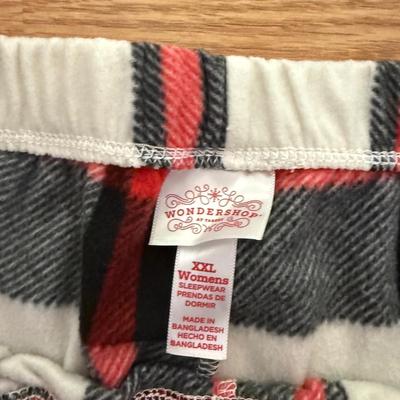 WONDERSHOP
AT TARGET
XXL
Womens
SLEEPWEAR
PRENDAS DE
DORMIR
MADE IN
BANGLADESH
HECHO EN
BANGLADESH